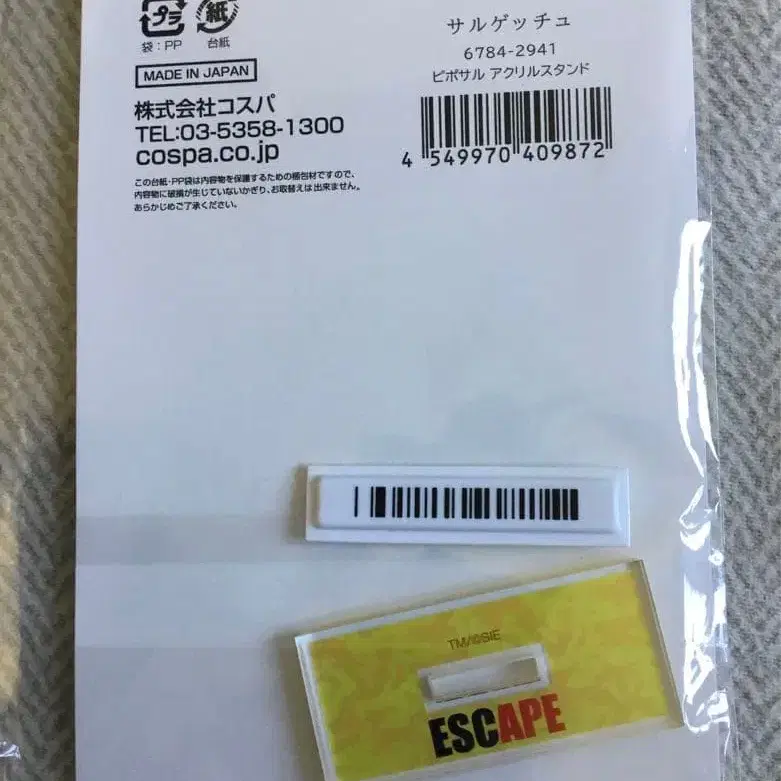 プラ
紙
袋：PP
台紙
MADE IN JAPAN
株式会社コスパ
TEL:03-5358-1300
cospa.co.jp
この台紙・PP袋は内容物を保護するための梱包材ですので、
内容物に破損が生じていないかぎり、お取替えは出来ません。
あらかじめご了承ください。
サルゲッチュ
6784-2941
ピポサル アクリルスタンド
4 549970 409872
TM/©SIE
ESCAPE